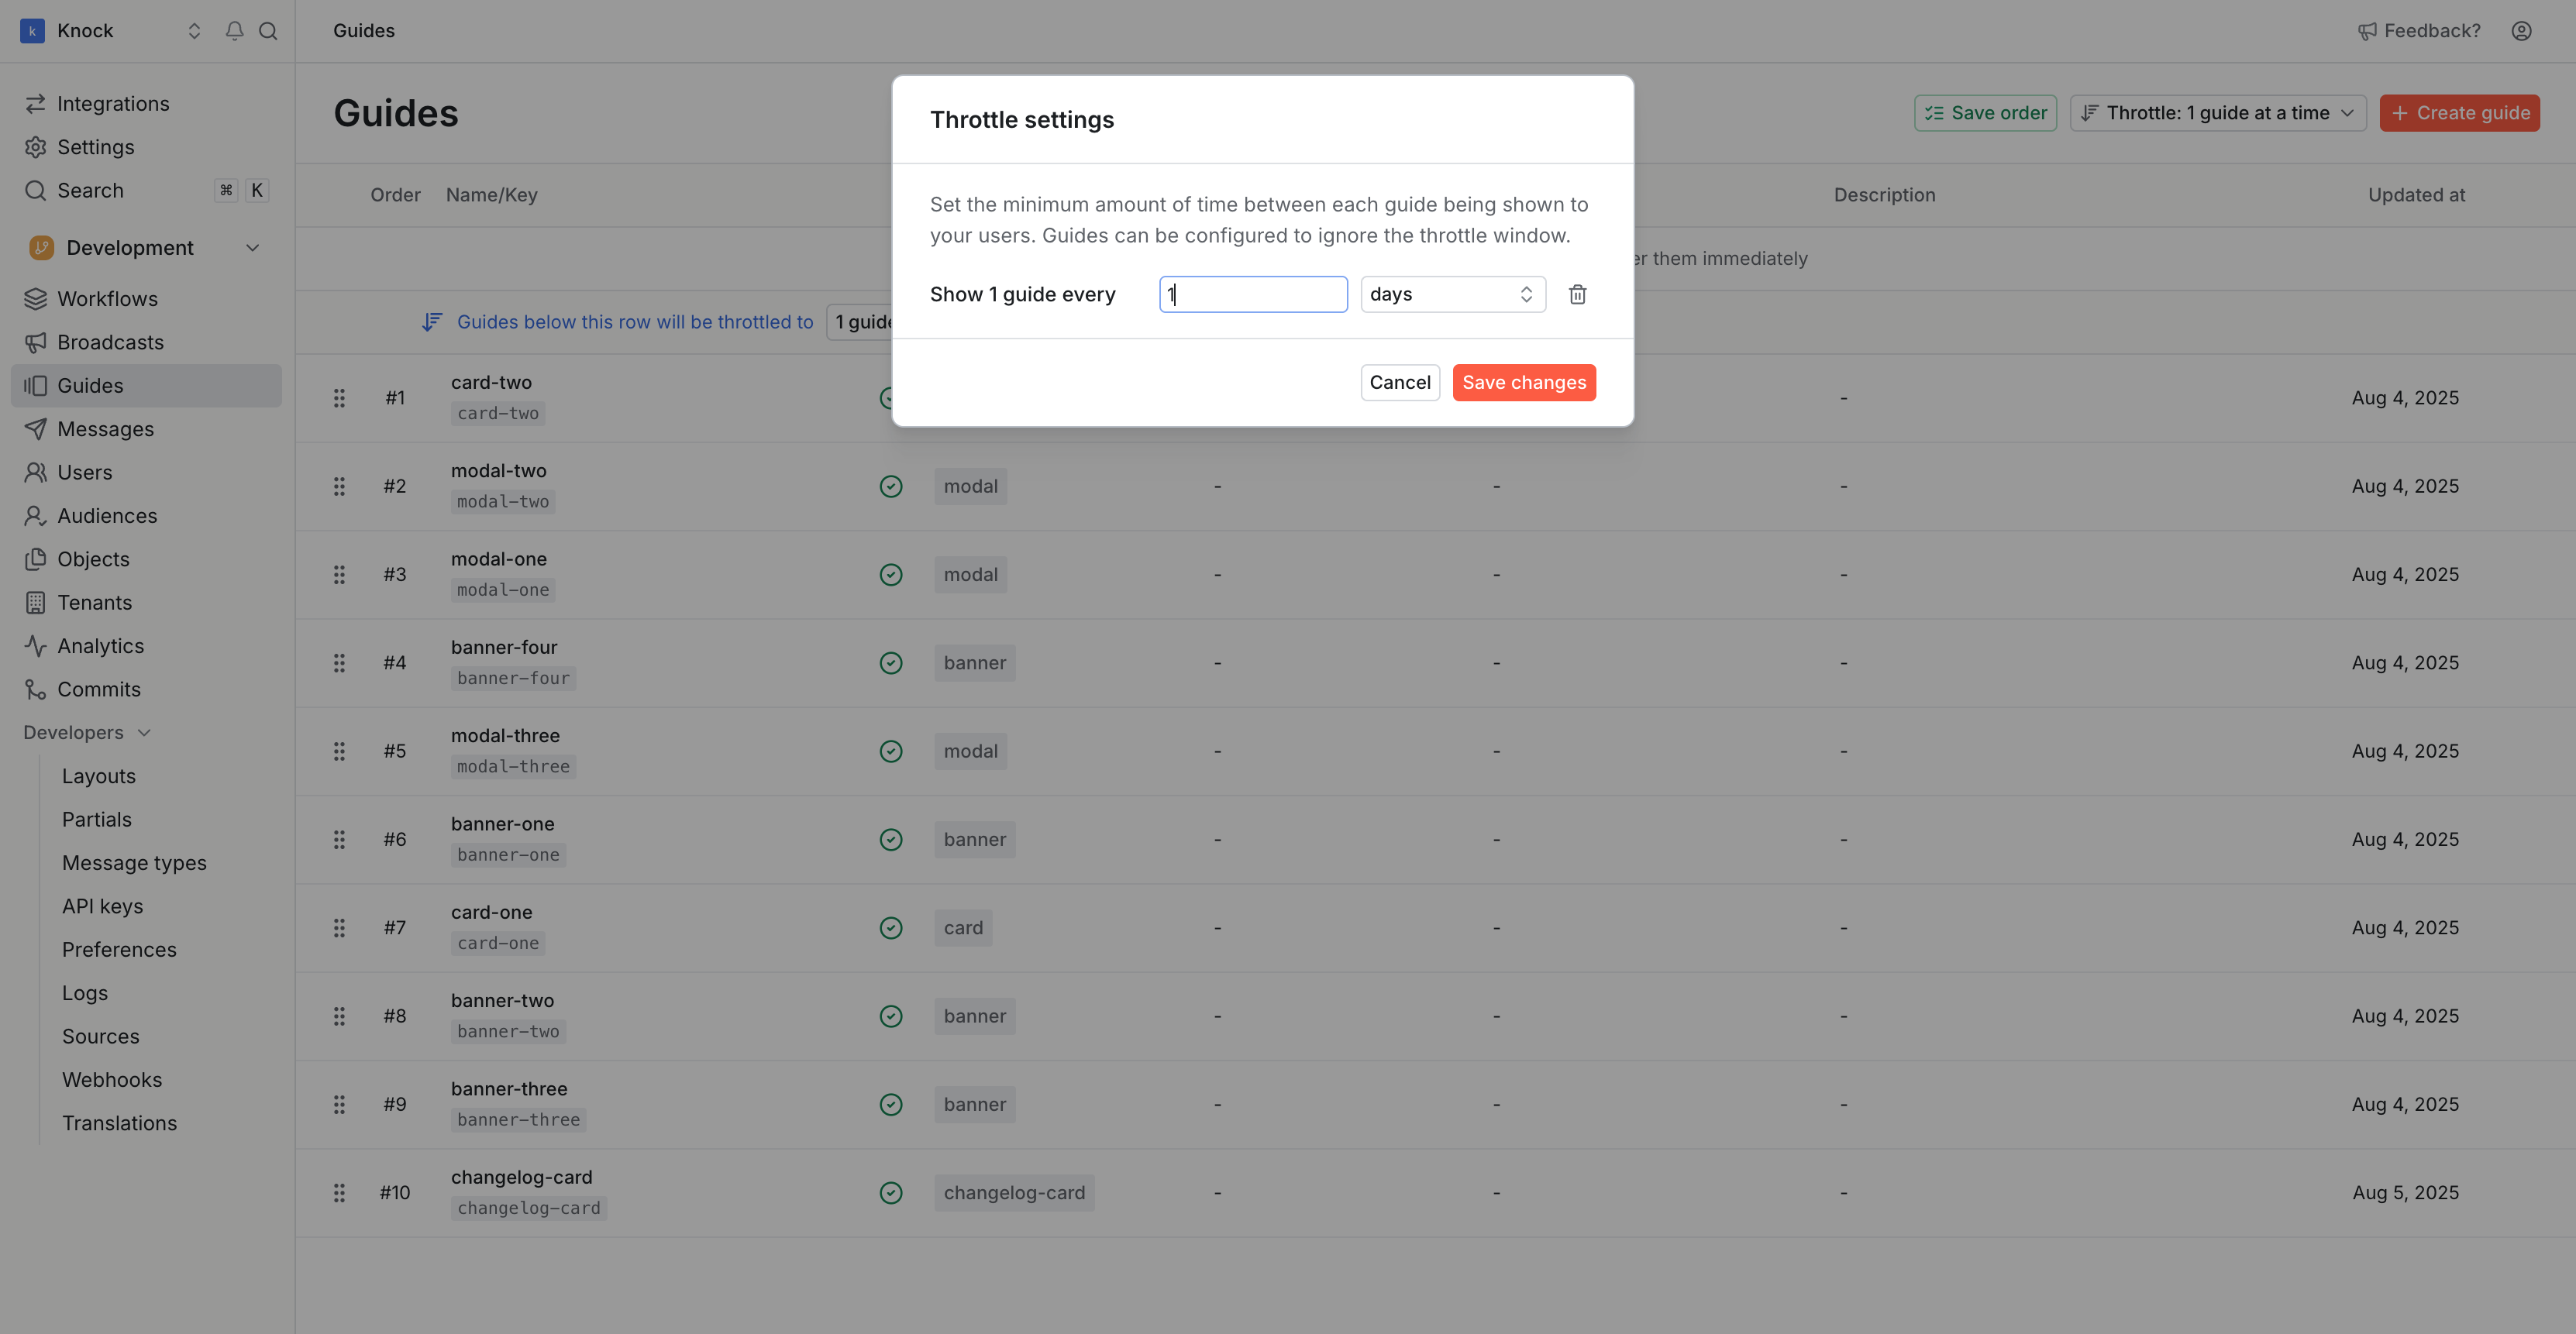 k Knock
Guides
Feedback?
Integrations
Settings
Search ⌘ K
Development
Workflows
Broadcasts
Guides
Messages
Users
Audiences
Objects
Tenants
Analytics
Commits
Developers
Layouts
Partials
Message types
API keys
Preferences
Logs
Sources
Webhooks
Translations
Guides
Save order
Throttle: 1 guide at a time
+ Create guide
Order Name/Key Description Updated at
er them immediately
Guides below this row will be throttled to 1 guide
Throttle settings
Set the minimum amount of time between each guide being shown to
your users. Guides can be configured to ignore the throttle window.
Show 1 guide every 1 days
Cancel Save changes
#1 card-two - Aug 4, 2025
card-two
#2 modal-two modal - - - Aug 4, 2025
modal-two
#3 modal-one modal - - - Aug 4, 2025
modal-one
#4 banner-four banner - - - Aug 4, 2025
banner-four
#5 modal-three modal - - - Aug 4, 2025
modal-three
#6 banner-one banner - - - Aug 4, 2025
banner-one
#7 card-one card - - - Aug 4, 2025
card-one
#8 banner-two banner - - - Aug 4, 2025
banner-two
#9 banner-three banner - - - Aug 4, 2025
banner-three
#10 changelog-card changelog-card - - - Aug 5, 2025
changelog-card